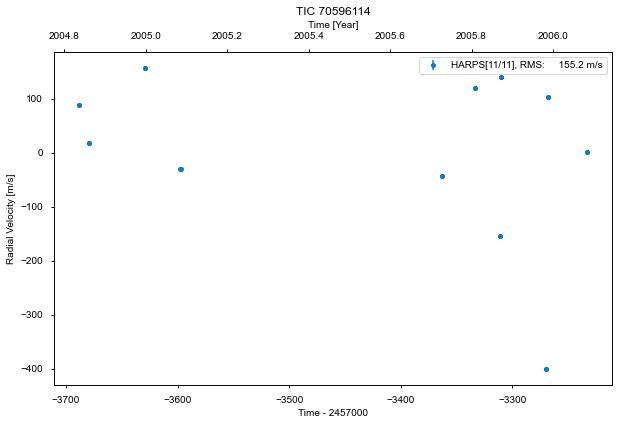 TIC 70596114
Time [Year]
2004.8 2005.0 2005.2 2005.4 2005.6 2005.8 2006.0
HARPS[11/11], RMS: 155.2 m/s
100
0
−100
−200
−300
−400
Radial Velocity [m/s]
−3700 −3600 −3500 −3400 −3300
Time - 2457000